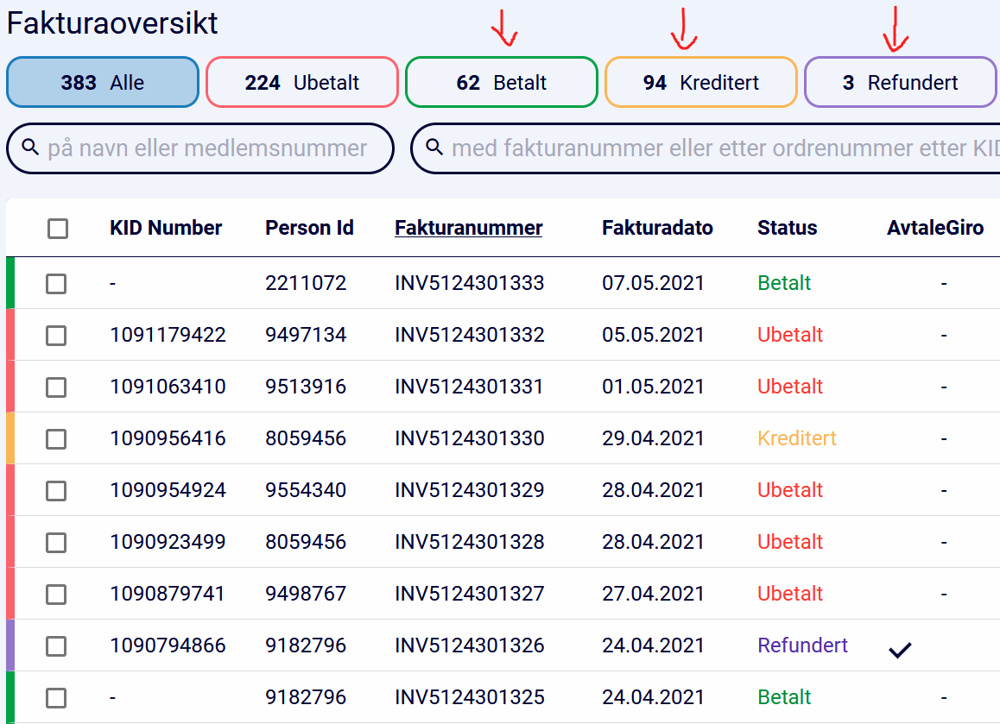 Fakturaoversikt
383 Alle 224 Ubetalt 62 Betalt 94 Kreditert 3 Refundert
på navn eller medlemsnummer med fakturanummer eller etter ordrenummer etter KID
KID Number Person Id Fakturanummer Fakturadato Status AvtaleGiro
- 2211072 INV5124301333 07.05.2021 Betalt -
1091179422 9497134 INV5124301332 05.05.2021 Ubetalt -
1091063410 9513916 INV5124301331 01.05.2021 Ubetalt -
1090956416 8059456 INV5124301330 29.04.2021 Kreditert -
1090954924 9554340 INV5124301329 28.04.2021 Ubetalt -
1090923499 8059456 INV5124301328 28.04.2021 Ubetalt -
1090879741 9498767 INV5124301327 27.04.2021 Ubetalt -
1090794866 9182796 INV5124301326 24.04.2021 Refundert
- 9182796 INV5124301325 24.04.2021 Betalt -